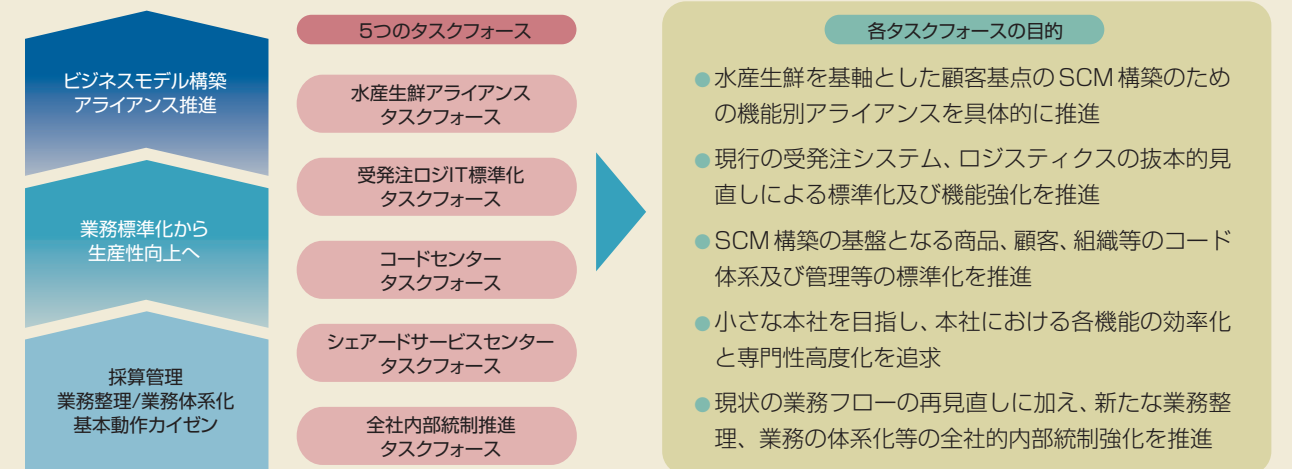 ビジネスモデル構築
アライアンス推進
業務標準化から
生産性向上へ
採算管理
業務整理/業務体系化
基本動作カイゼン
5つのタスクフォース
水産生鮮アライアンス
タスクフォース
受発注ロジIT標準化
タスクフォース
コードセンター
タスクフォース
シェアードサービスセンター
タスクフォース
全社内部統制推進
タスクフォース
各タスクフォースの目的
●水産生鮮を基軸とした顧客基点のSCM構築のため
の機能別アライアンスを具体的に推進
●現行の受発注システム、ロジスティクスの抜本的見
直しによる標準化及び機能強化を推進
●SCM構築の基盤となる商品、顧客、組織等のコード
体系及び管理等の標準化を推進
●小さな本社を目指し、本社における各機能の効率化
と専門性高度化を追求
●現状の業務フローの再見直しに加え、新たな業務整
理、業務の体系化等の全社的内部統制強化を推進